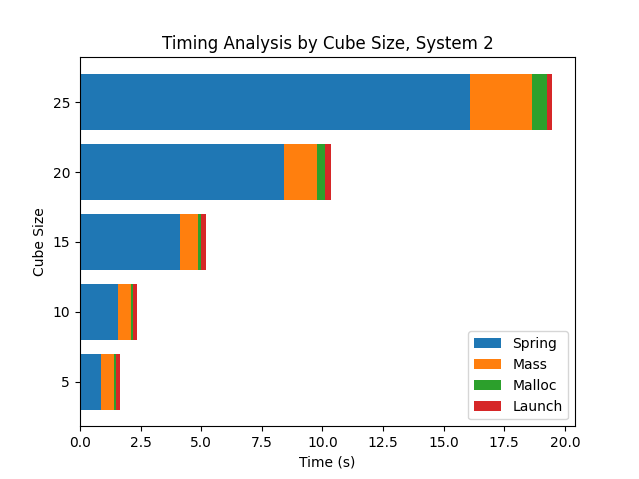 Timing Analysis by Cube Size, System 2
25
20
15
10
5
Cube Size
Spring
Mass
Malloc
Launch
0.0 2.5 5.0 7.5 10.0 12.5 15.0 17.5 20.0
Time (s)